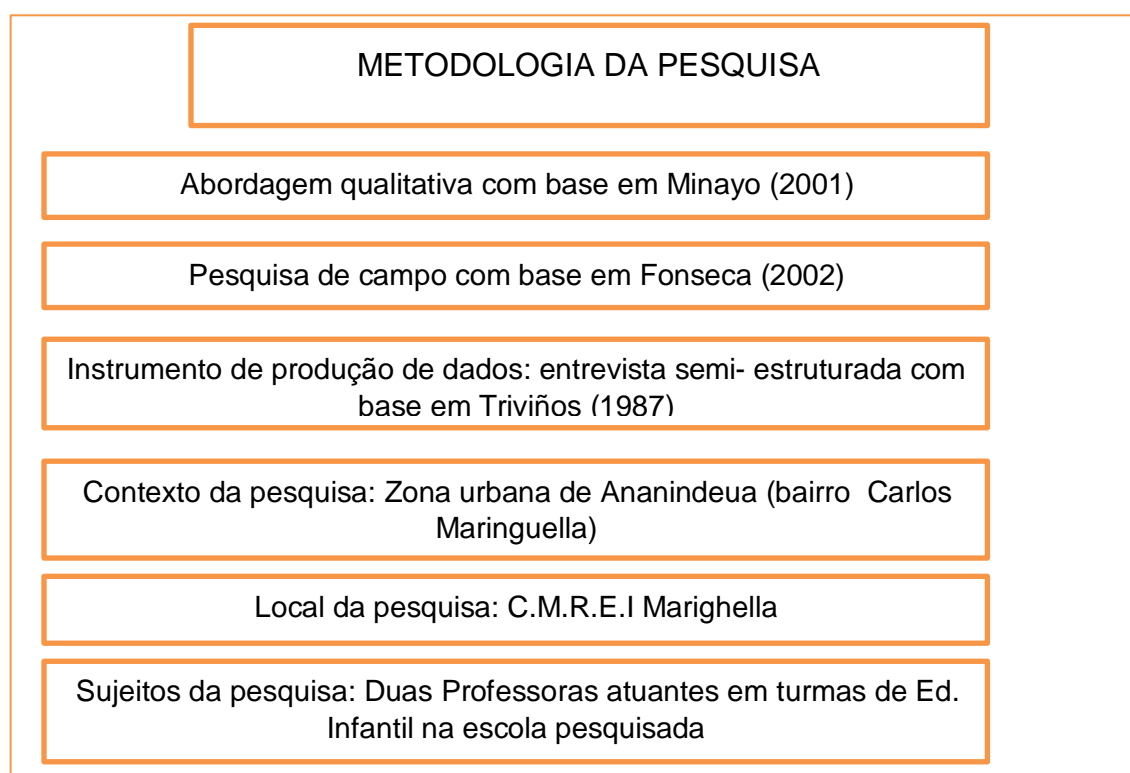 METODOLOGIA DA PESQUISA
Abordagem qualitativa com base em Minayo (2001)
Pesquisa de campo com base em Fonseca (2002)
Instrumento de produção de dados: entrevista semi- estruturada com
base em Triviños (1987)
Contexto da pesquisa: Zona urbana de Ananindeua (bairro  Carlos
Maringuella)
Local da pesquisa: C.M.R.E.I Marighella
Sujeitos da pesquisa: Duas Professoras atuantes em turmas de Ed.
Infantil na escola pesquisada